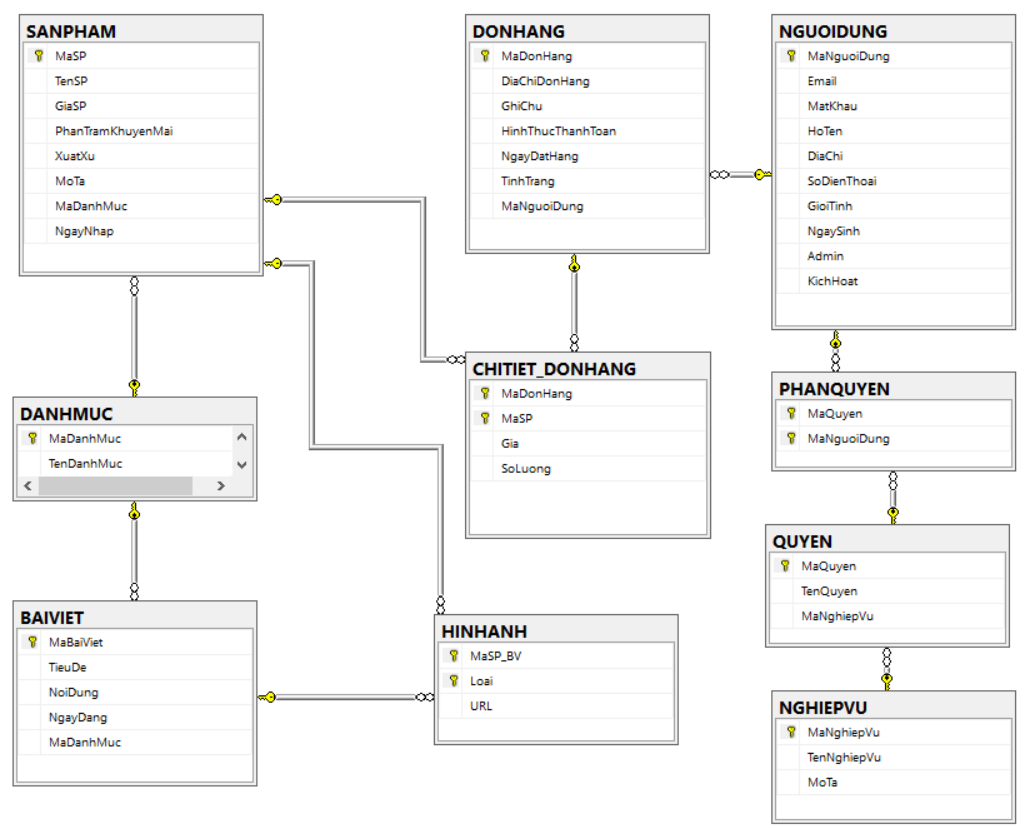 SANPHAM
MaSP
TenSP
GiaSP
PhanTramKhuyenMai
XuatXu
MoTa
MaDanhMuc
NgayNhap
DONHANG
MaDonHang
DiaChiDonHang
GhiChu
HinhThucThanhToan
NgayDatHang
TinhTrang
MaNguoiDung
NGUOIDUNG
MaNguoiDung
Email
MatKhau
HoTen
DiaChi
SoDienThoai
GioiTinh
NgaySinh
Admin
KichHoat
DANHMUC
MaDanhMuc
TenDanhMuc
CHITIET_DONHANG
MaDonHang
MaSP
Gia
SoLuong
PHANQUYEN
MaQuyen
MaNguoiDung
QUYEN
MaQuyen
TenQuyen
MaNghiepVu
BAIVIET
MaBaiViet
TieuDe
NoiDung
NgayDang
MaDanhMuc
HINHANH
MaSP_BV
Loai
URL
NGHIEPVU
MaNghiepVu
TenNghiepVu
MoTa